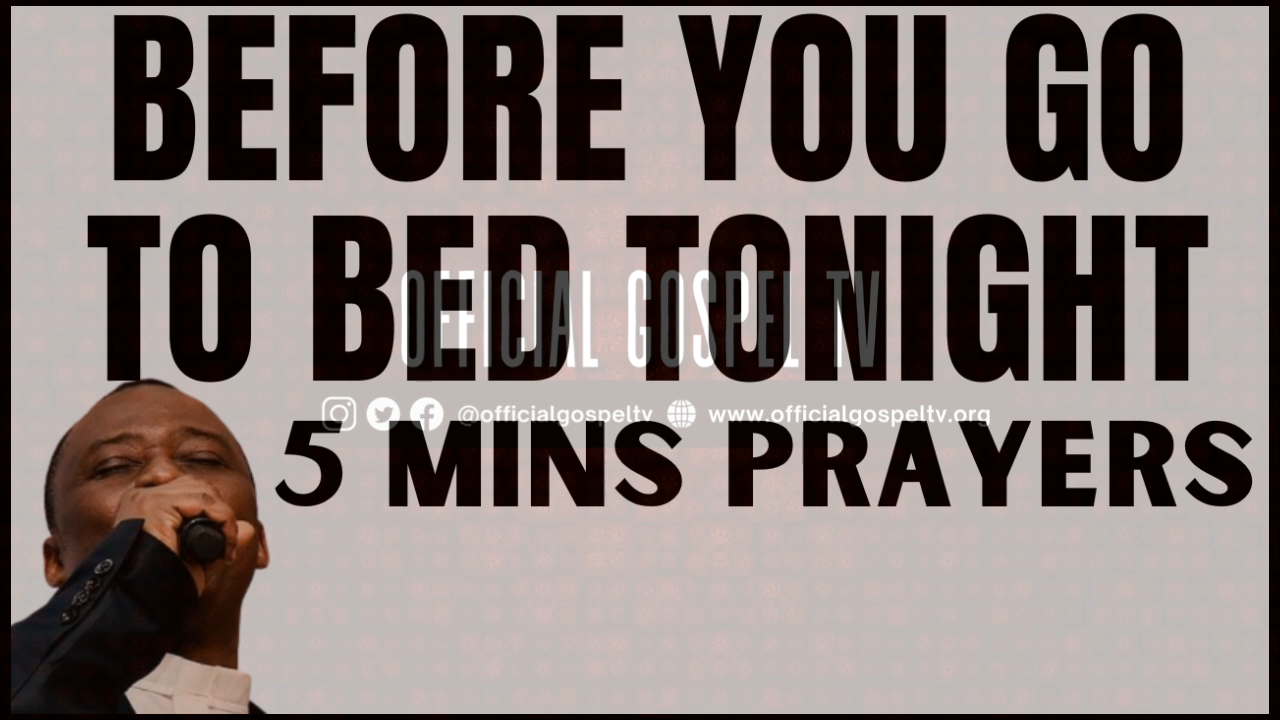 BEFORE YOU GO
TO BED TONIGHT
OFFICIAL GOSPEL TV
@officialgospeltv www.officialgospeltv.org
5 MINS PRAYERS